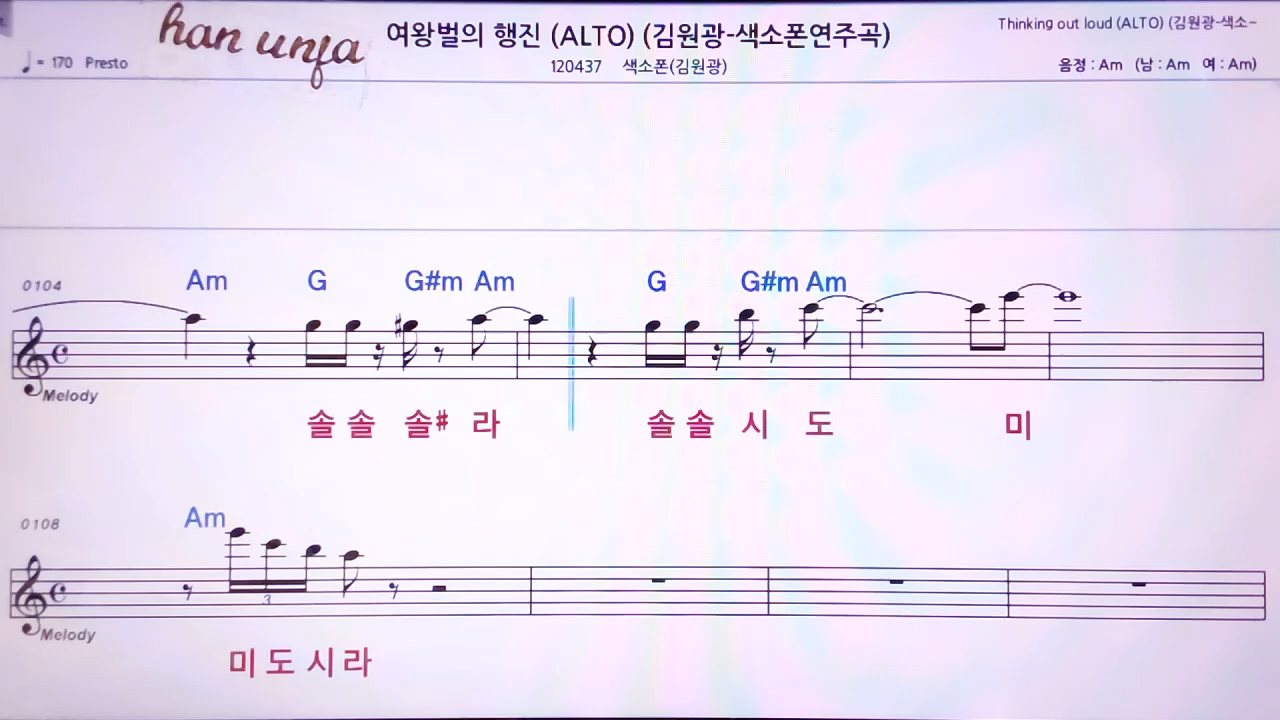 han unfa
여왕벌의 행진 (ALTO) (김원광-색소폰연주곡)
Thinking out loud (ALTO) (김원광-색소-
♩ = 170 Presto
120437 색소폰(김원광)
음정 : Am (남 : Am 여 : Am)
0104 Am G G#m Am G G#m Am
Melody
솔 솔 솔# 라 솔 솔 시 도 미
0108 Am
3
Melody
미 도 시 라